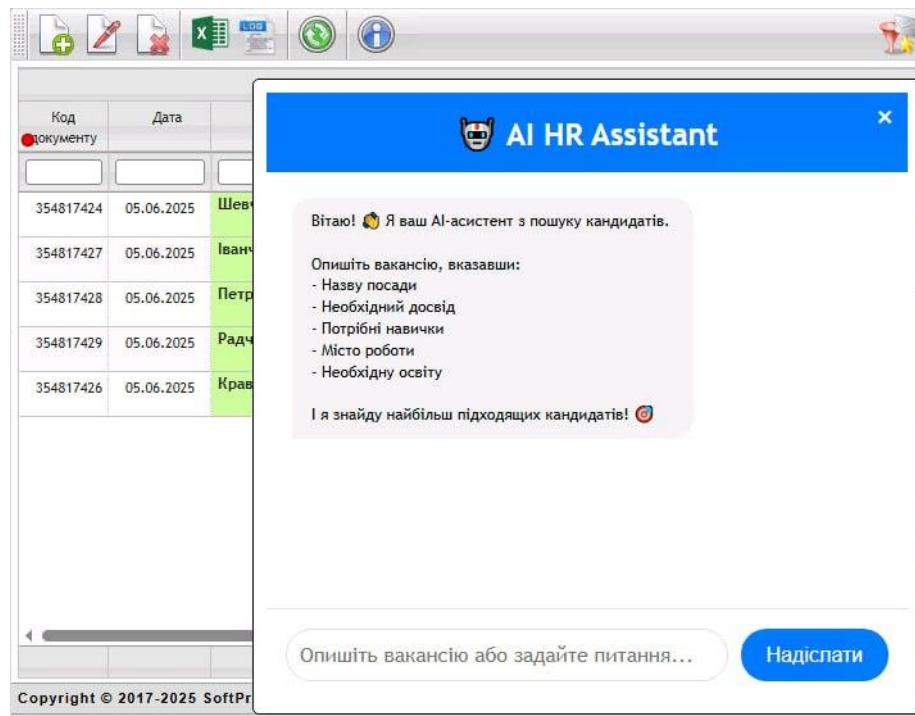 LOG
Код
документу
Дата
354817424 05.06.2025
354817427 05.06.2025
354817428 05.06.2025
354817429 05.06.2025
354817426 05.06.2025
AI HR Assistant ×
Вітаю! Я ваш AI-асистент з пошуку кандидатів.
Опишіть вакансію, вказавши:
- Назву посади
- Необхідний досвід
- Потрібні навички
- Місто роботи
- Необхідну освіту
І я знайду найбільш підходящих кандидатів!
Опишіть вакансію або задайте питання...
Надіслати
Copyright © 2017-2025 SoftPr